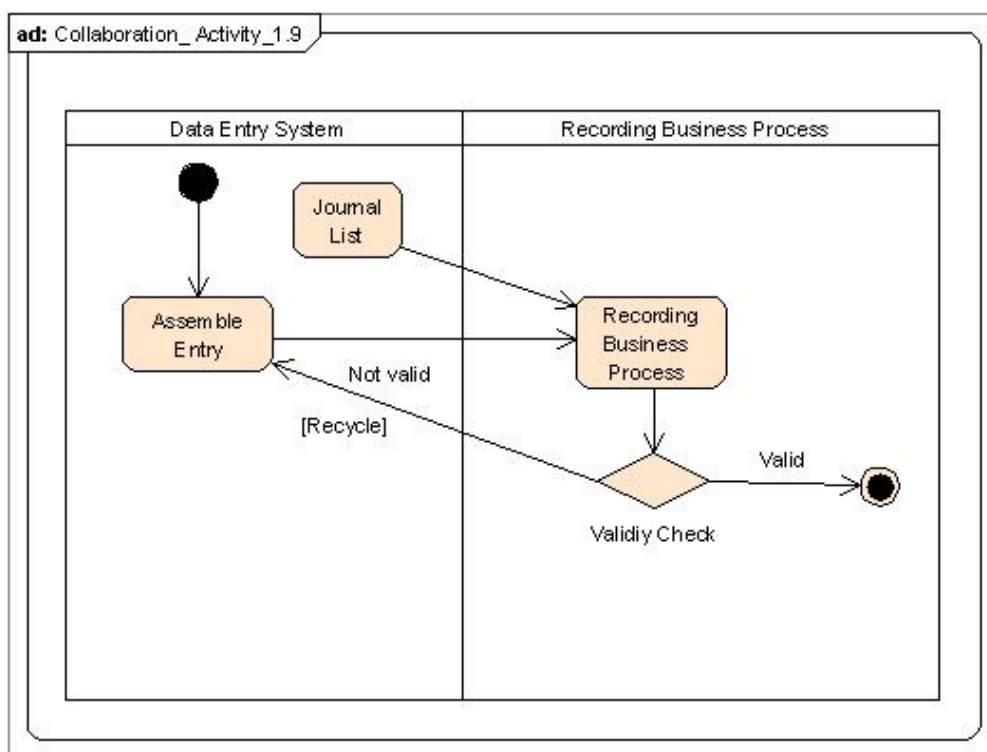 ad: Collaboration_ Activity_1.9
Data Entry System
Recording Business Process
Journal
List
Assemble
Entry
Recording
Business
Process
Not valid
[Recycle]
Valid
Validiy Check